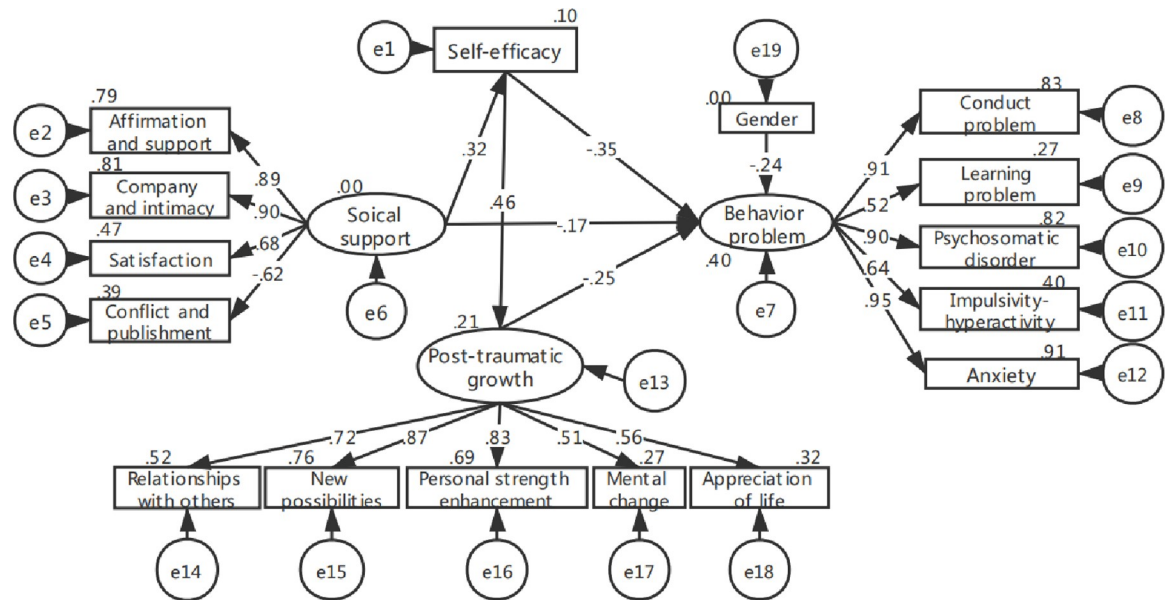 .10
e1
Self-efficacy
e19
.00
Gender
.79
e2
Affirmation
and support
.81
e3
Company
and intimacy
.47
e4
Satisfaction
.39
e5
Conflict and
publishment
.89
.90
.68
-.62
.00
Soical
support
e6
.32
.46
-.35
-.17
-.24
-.25
Behavior
problem
.40
e7
.91
.52
.90
.64
.95
.83
Conduct
problem
e8
.27
Learning
problem
e9
.82
Psychosomatic
disorder
e10
.40
Impulsivity-
hyperactivity
e11
.91
Anxiety
e12
.21
Post-traumatic
growth
e13
.72
.87
.83
.51
.56
.52
Relationships
with others
.76
New
possibilities
.69
Personal strength
enhancement
.27
Mental
change
.32
Appreciation
of life
e14
e15
e16
e17
e18